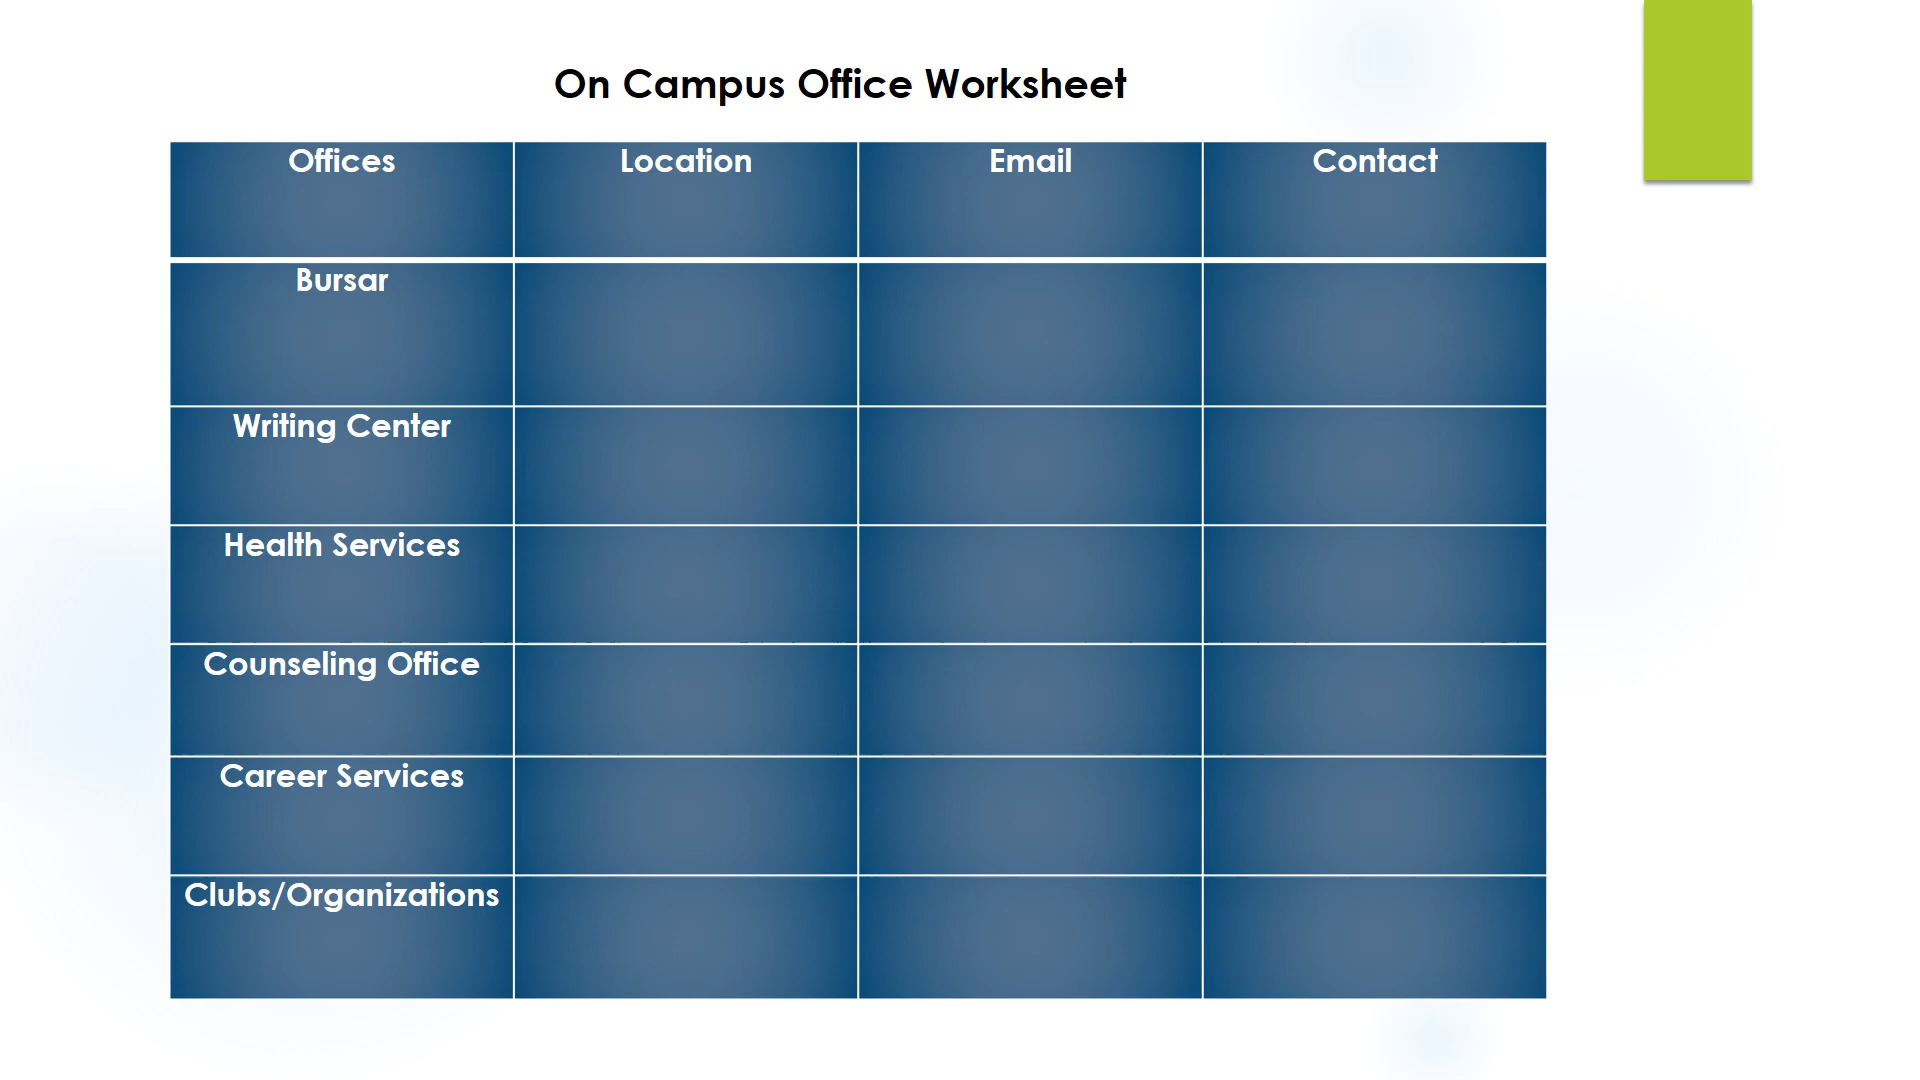 On Campus Office Worksheet
Offices Location Email Contact
Bursar
Writing Center
Health Services
Counseling Office
Career Services
Clubs/Organizations